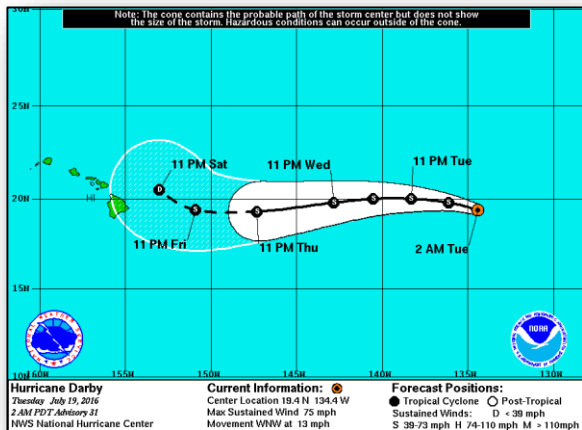 Note: The cone contains the probable path of the storm center but does not show
the size of the storm. Hazardous conditions can occur outside of the cone.
30N
25N
11 PM Sat
11 PM Wed
11 PM Tue
20N
HI
D
S
S
S
S
S
S
11 PM Fri
11 PM Thu
2 AM Tue
15N
NOAA
10N
160W
155W
150W
145W
140W
135W
130W
Hurricane Darby
Tuesday July 19, 2016
2 AM PDT Advisory 31
NWS National Hurricane Center
Current Information:
Center Location 19.4 N 134.4 W
Max Sustained Wind 75 mph
Movement WNW at 13 mph
Forecast Positions:
Tropical Cyclone Post-Tropical
Sustained Winds: D < 39 mph
S 39-73 mph H 74-110 mph M > 110mph